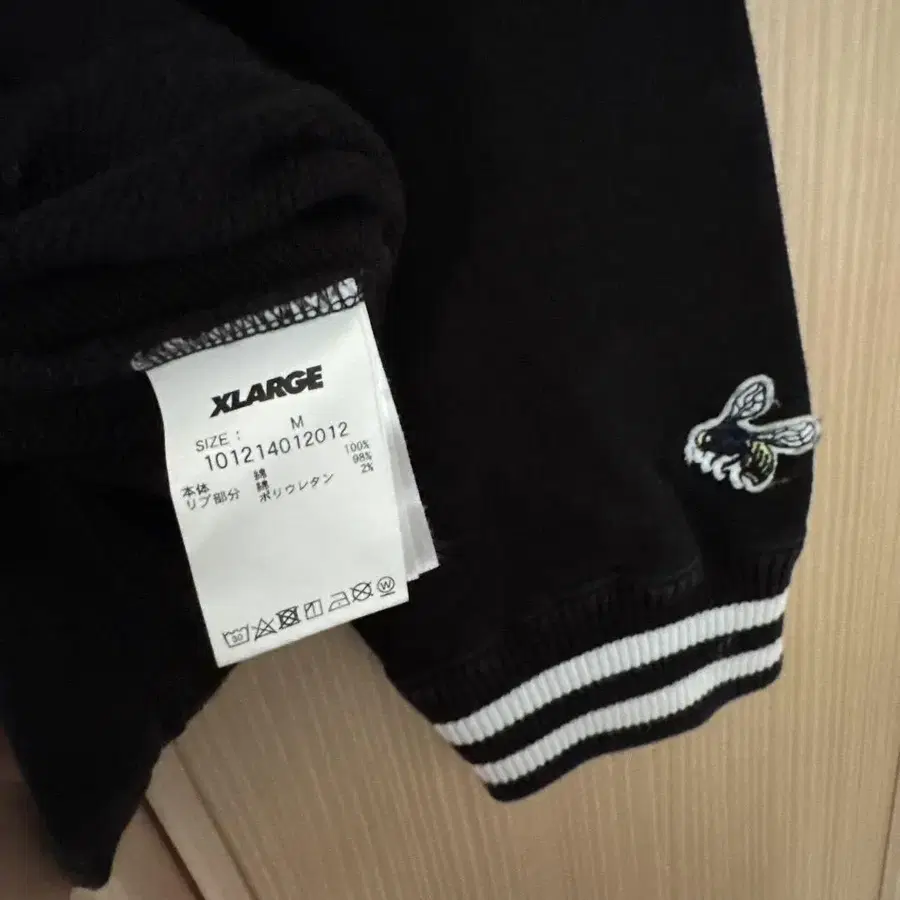 XLARGE
SIZE : M
101214012012
本体 綿 100%
リブ部分 綿 98%
ポリウレタン 2%
30 W